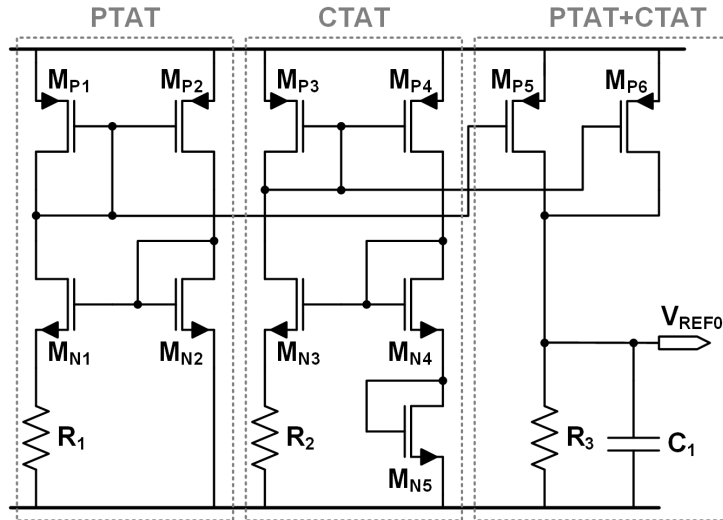 PTAT CTAT PTAT+CTAT
MP1 MP2 MP3 MP4 MP5 MP6
MN1 MN2 MN3 MN4 VREF0
R1 R2 MN5 R3 C1